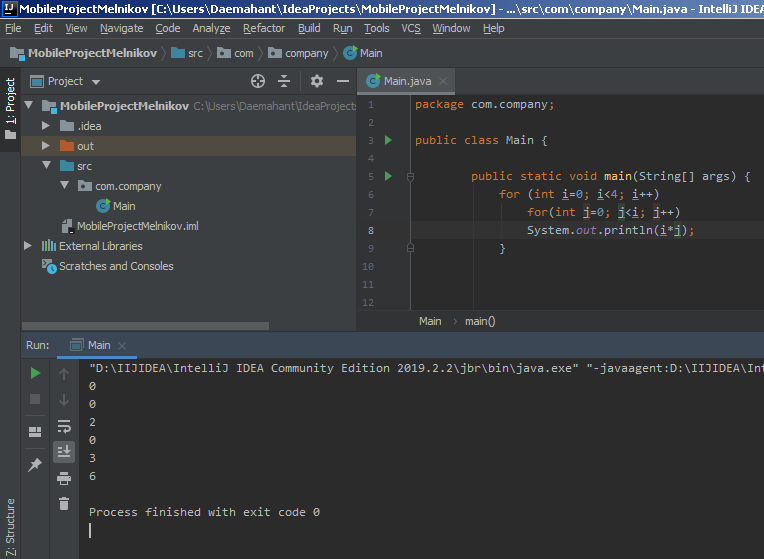 MobileProjectMelnikov [C:\Users\Daemahant\IdeaProjects\MobileProjectMelnikov] - ...\src\com\company\Main.java - IntelliJ IDEA
File Edit View Navigate Code Analyze Refactor Build Run Tools VCS Window Help
MobileProjectMelnikov src com company Main
1: Project
Project
MobileProjectMelnikov C:\Users\Daemahant\IdeaProjects
.idea
out
src
com.company
Main
MobileProjectMelnikov.iml
External Libraries
Scratches and Consoles
Main.java
1 package com.company;
2
3 public class Main {
4
5 public static void main(String[] args) {
6 for (int i=0; i<4; i++)
7 for(int j=0; j<i; j++)
8 System.out.println(i*j);
9 }
10
11
12
Main main()
Run: Main
"D:\IIJIDEA\IntelliJ IDEA Community Edition 2019.2.2\jbr\bin\java.exe" "-javaagent:D:\IIJIDEA\Int
0
0
2
0
3
6
Process finished with exit code 0
Z: Structure